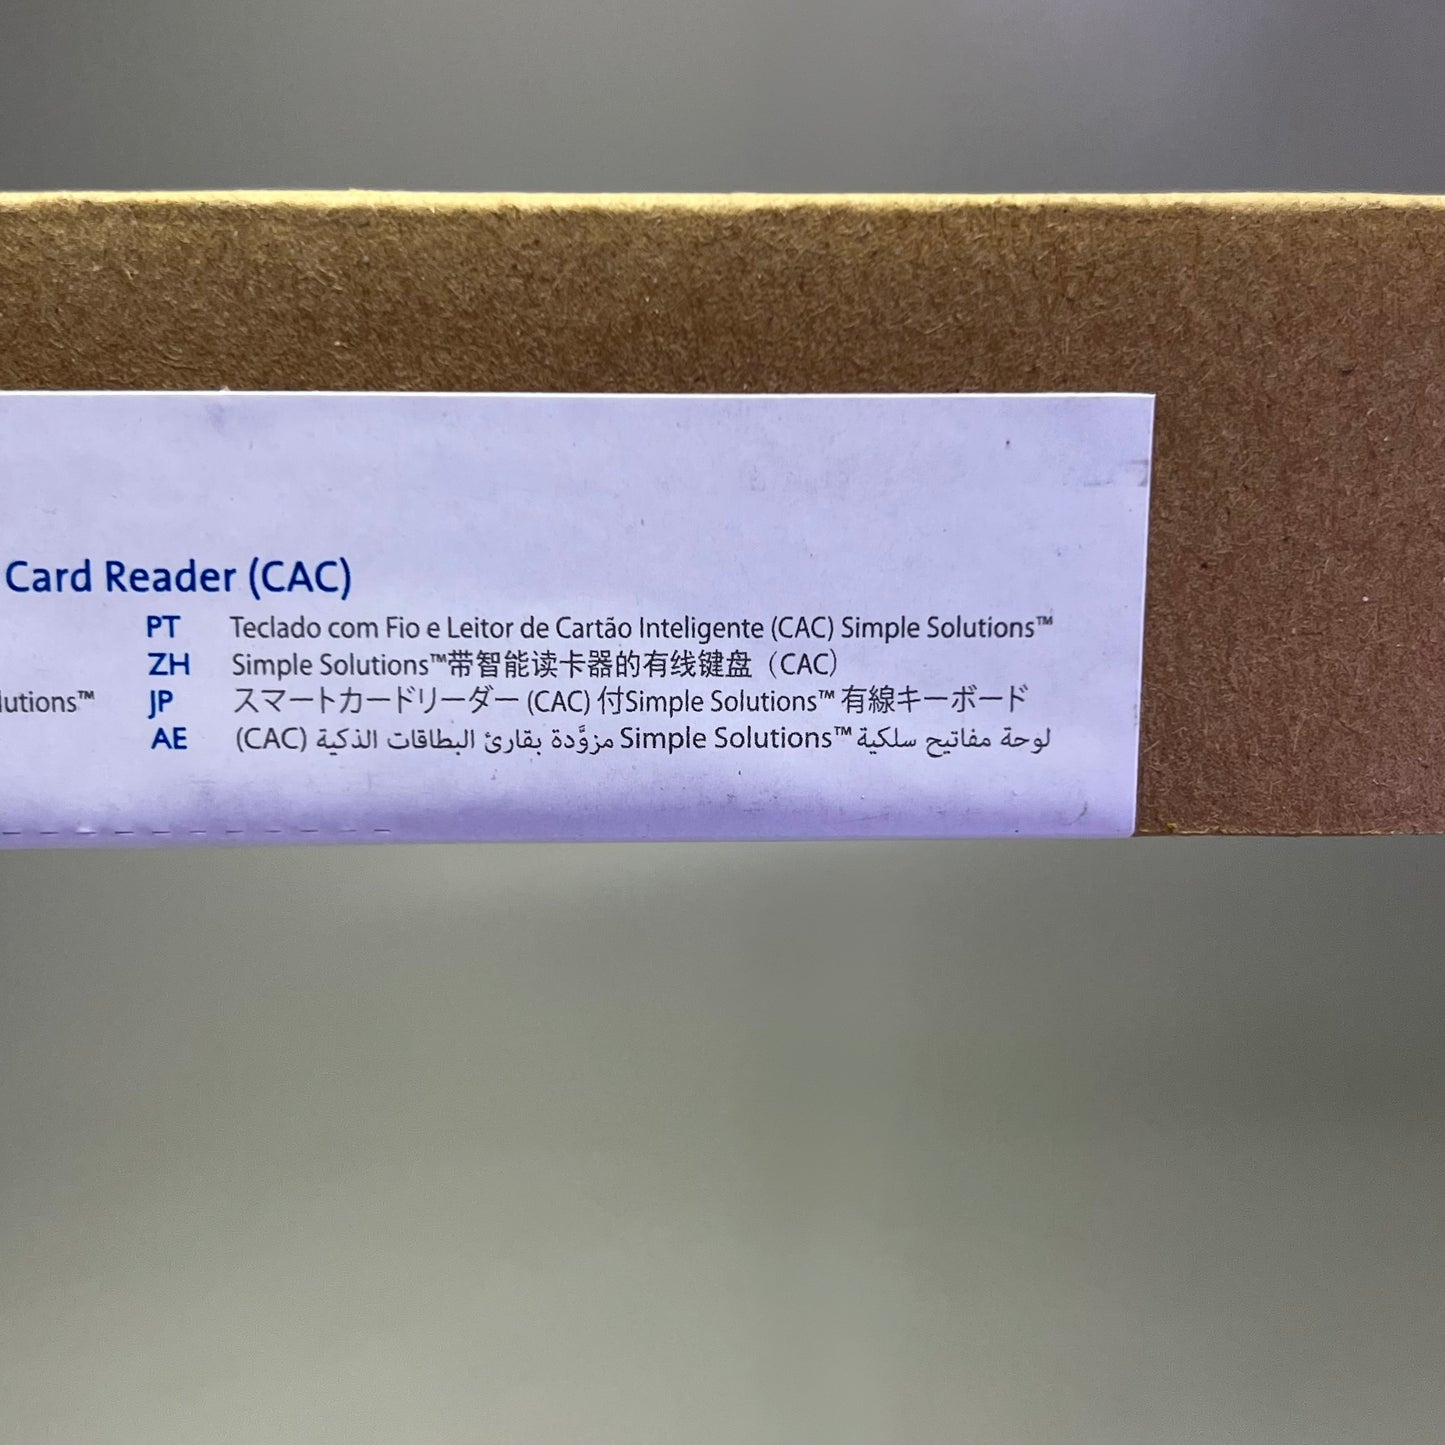 Card Reader (CAC)
PT Teclado com Fio e Leitor de Cartão Inteligente (CAC) Simple Solutions™
ZH Simple Solutions™带智能读卡器的有线键盘（CAC）
lutions™ JP スマートカードリーダー (CAC) 付Simple Solutions™ 有線キーボード
AE لوحة مفاتيح سلكية Simple Solutions™ مزوَّدة بقارئ البطاقات الذكية (CAC)